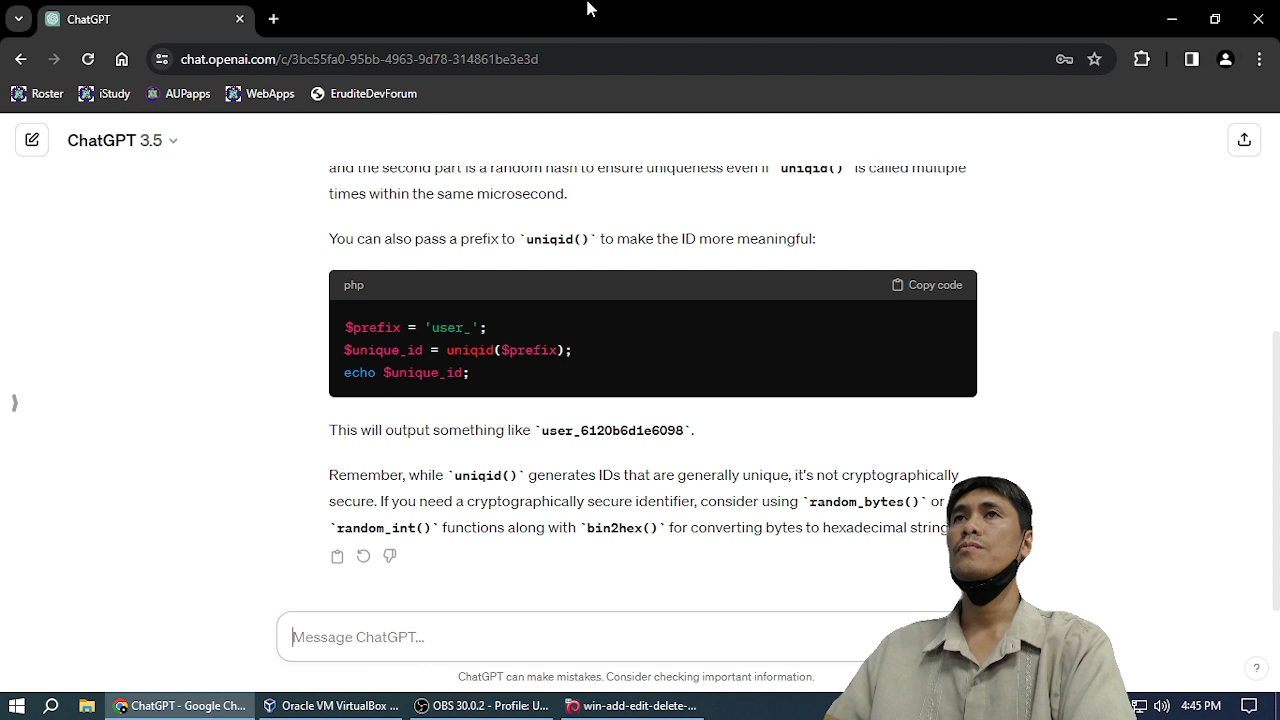 ChatGPT
chat.openai.com/c/3bc55fa0-95bb-4963-9d78-314861be3e3d
Roster iStudy AUPapps WebApps EruditeDevForum
ChatGPT 3.5
and the second part is a random hash to ensure uniqueness even if `uniqid()` is called multiple
times within the same microsecond.
You can also pass a prefix to `uniqid()` to make the ID more meaningful:
php Copy code
$prefix = 'user_';
$unique_id = uniqid($prefix);
echo $unique_id;
This will output something like `user_6120b6d1e6098`.
Remember, while `uniqid()` generates IDs that are generally unique, it's not cryptographically
secure. If you need a cryptographically secure identifier, consider using `random_bytes()` or
`random_int()` functions along with `bin2hex()` for converting bytes to hexadecimal string
Message ChatGPT...
ChatGPT can make mistakes. Consider checking important information.
?
ChatGPT - Google Ch... Oracle VM VirtualBox ... OBS 30.0.2 - Profile: U... win-add-edit-delete-... 4:45 PM